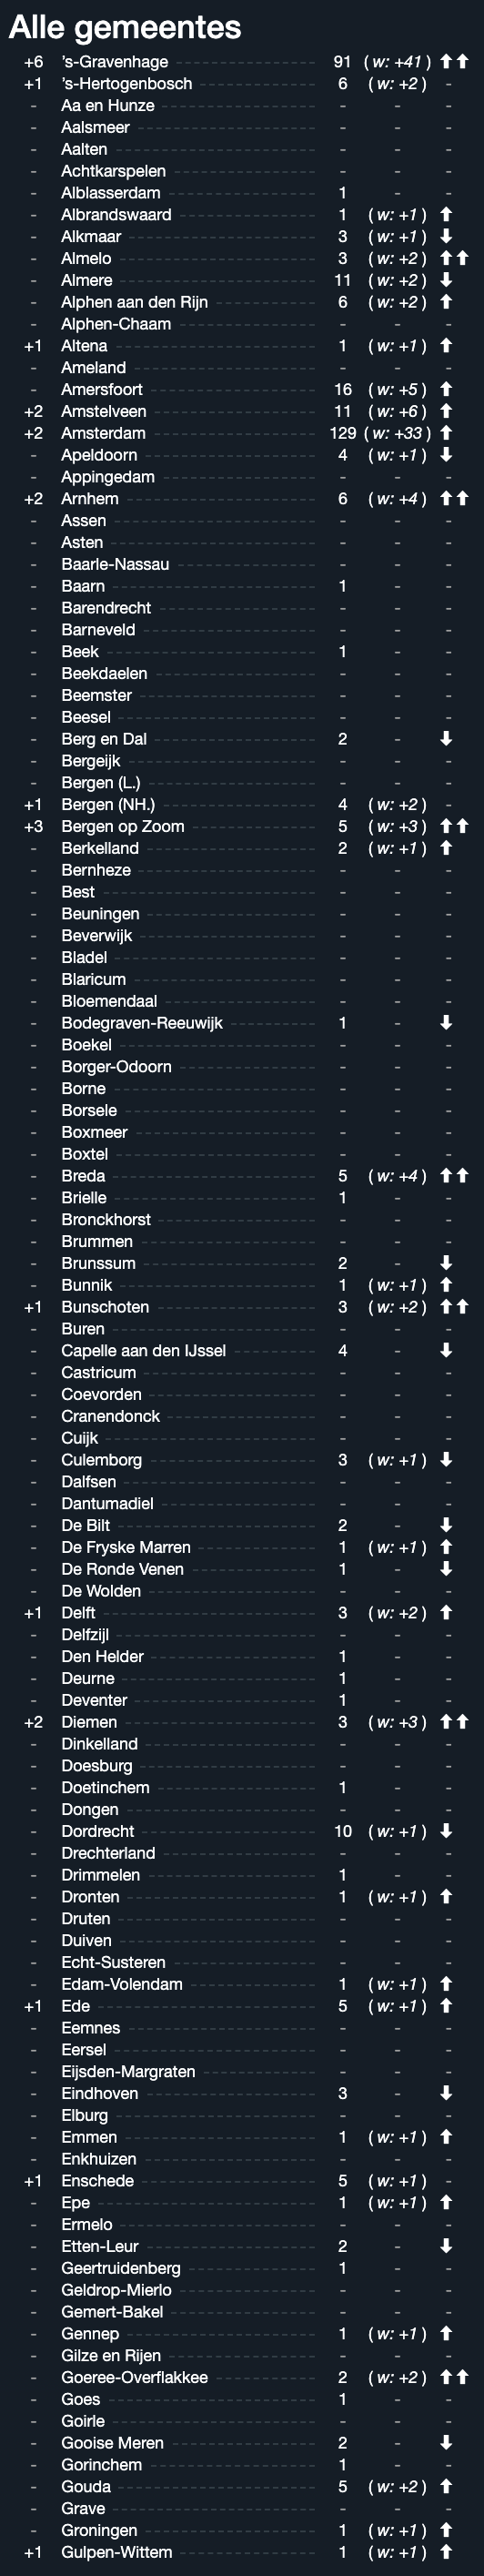 Alle gemeentes
+6 's-Gravenhage 91 ( w: +41 ) ⬆⬆
+1 's-Hertogenbosch 6 ( w: +2 ) -
- Aa en Hunze - - -
- Aalsmeer - - -
- Aalten - - -
- Achtkarspelen - - -
- Alblasserdam 1 - -
- Albrandswaard 1 ( w: +1 ) ⬆
- Alkmaar 3 ( w: +1 ) ⬇
- Almelo 3 ( w: +2 ) ⬆⬆
- Almere 11 ( w: +2 ) ⬇
- Alphen aan den Rijn 6 ( w: +2 ) ⬆
- Alphen-Chaam - - -
+1 Altena 1 ( w: +1 ) ⬆
- Ameland - - -
- Amersfoort 16 ( w: +5 ) ⬆
+2 Amstelveen 11 ( w: +6 ) ⬆
+2 Amsterdam 129 ( w: +33 ) ⬆
- Apeldoorn 4 ( w: +1 ) ⬇
- Appingedam - - -
+2 Arnhem 6 ( w: +4 ) ⬆⬆
- Assen - - -
- Asten - - -
- Baarle-Nassau - - -
- Baarn 1 - -
- Barendrecht - - -
- Barneveld - - -
- Beek 1 - -
- Beekdaelen - - -
- Beemster - - -
- Beesel - - -
- Berg en Dal 2 - ⬇
- Bergeijk - - -
- Bergen (L.) - - -
+1 Bergen (NH.) 4 ( w: +2 ) -
+3 Bergen op Zoom 5 ( w: +3 ) ⬆⬆
- Berkelland 2 ( w: +1 ) ⬆
- Bernheze - - -
- Best - - -
- Beuningen - - -
- Beverwijk - - -
- Bladel - - -
- Blaricum - - -
- Bloemendaal - - -
- Bodegraven-Reeuwijk 1 - ⬇
- Boekel - - -
- Borger-Odoorn - - -
- Borne - - -
- Borsele - - -
- Boxmeer - - -
- Boxtel - - -
- Breda 5 ( w: +4 ) ⬆⬆
- Brielle 1 - -
- Bronckhorst - - -
- Brummen - - -
- Brunssum 2 - ⬇
- Bunnik 1 ( w: +1 ) ⬆
+1 Bunschoten 3 ( w: +2 ) ⬆⬆
- Buren - - -
- Capelle aan den IJssel 4 - ⬇
- Castricum - - -
- Coevorden - - -
- Cranendonck - - -
- Cuijk - - -
- Culemborg 3 ( w: +1 ) ⬇
- Dalfsen - - -
- Dantumadiel - - -
- De Bilt 2 - ⬇
- De Fryske Marren 1 ( w: +1 ) ⬆
- De Ronde Venen 1 - ⬇
- De Wolden - - -
+1 Delft 3 ( w: +2 ) ⬆
- Delfzijl - - -
- Den Helder 1 - -
- Deurne 1 - -
- Deventer 1 - -
+2 Diemen 3 ( w: +3 ) ⬆⬆
- Dinkelland - - -
- Doesburg - - -
- Doetinchem 1 - -
- Dongen - - -
- Dordrecht 10 ( w: +1 ) ⬇
- Drechterland - - -
- Drimmelen 1 - -
- Dronten 1 ( w: +1 ) ⬆
- Druten - - -
- Duiven - - -
- Echt-Susteren - - -
- Edam-Volendam 1 ( w: +1 ) ⬆
+1 Ede 5 ( w: +1 ) ⬆
- Eemnes - - -
- Eersel - - -
- Eijsden-Margraten - - -
- Eindhoven 3 - ⬇
- Elburg - - -
- Emmen 1 ( w: +1 ) ⬆
- Enkhuizen - - -
+1 Enschede 5 ( w: +1 ) -
- Epe 1 ( w: +1 ) ⬆
- Ermelo - - -
- Etten-Leur 2 - ⬇
- Geertruidenberg 1 - -
- Geldrop-Mierlo - - -
- Gemert-Bakel - - -
- Gennep 1 ( w: +1 ) ⬆
- Gilze en Rijen - - -
- Goeree-Overflakkee 2 ( w: +2 ) ⬆⬆
- Goes 1 - -
- Goirle - - -
- Gooise Meren 2 - ⬇
- Gorinchem 1 - -
- Gouda 5 ( w: +2 ) ⬆
- Grave - - -
- Groningen 1 ( w: +1 ) ⬆
+1 Gulpen-Wittem 1 ( w: +1 ) ⬆